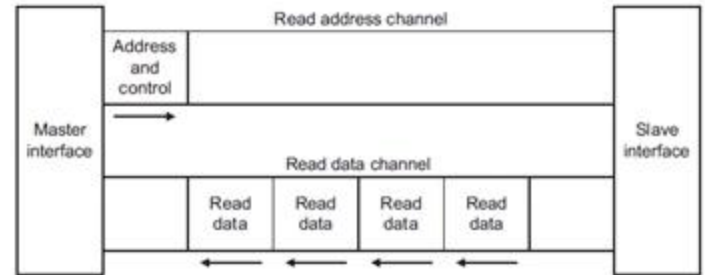 Read address channel
Address
and
control
Master
interface
Slave
interface
Read data channel
Read
data
Read
data
Read
data
Read
data